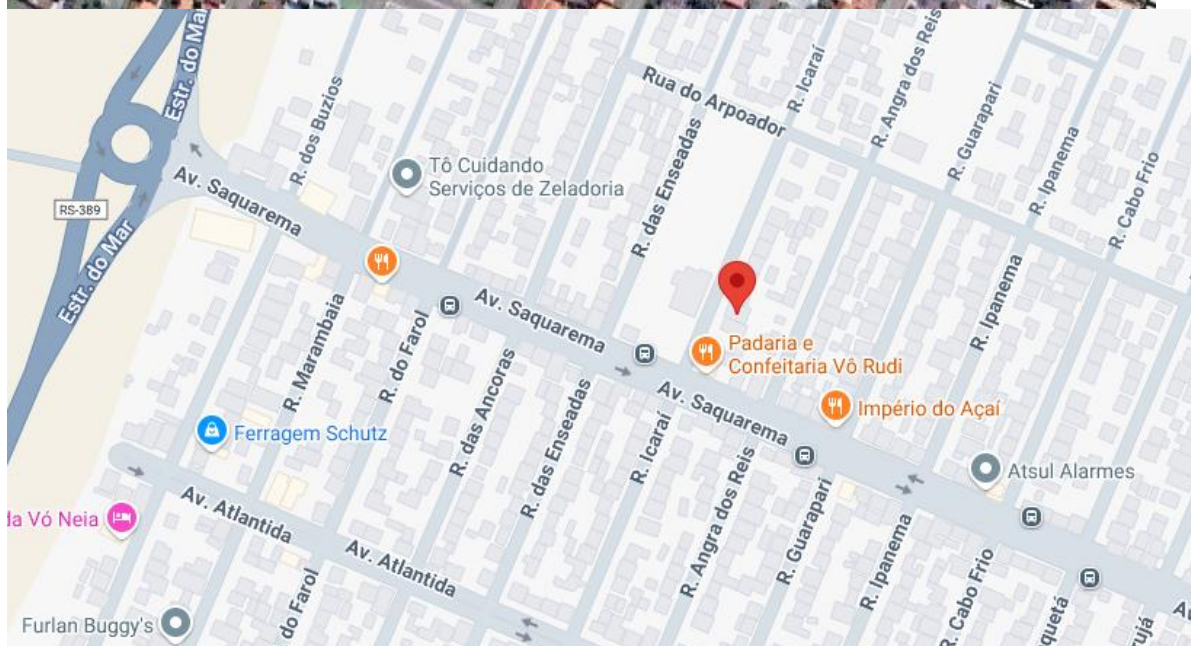 Estr. do Mar
R. dos Buzios
Rua do Arpoador
R. Icaraí
R. Angra dos Reis
R. Guarapari
R. Ipanema
R. Cabo Frio
R. das Enseadas
Tô Cuidando
Serviços de Zeladoria
Av. Saquarema
RS-389
Estr. do Mar
Av. Saquarema
R. Marambaia
R. do Farol
R. das Ancoras
R. das Enseadas
Padaria e
Confeitaria Vô Rudi
Av. Saquarema
Império do Açaí
R. Ipanema
Ferragem Schutz
R. Icaraí
R. Angra dos Reis
R. Guarapari
Atsul Alarmes
da Vó Neia
Av. Atlantida
Av. Atlantida
R. Ipanema
R. Cabo Frio
quetá
rujá
Av
do Farol
Furlan Buggy's